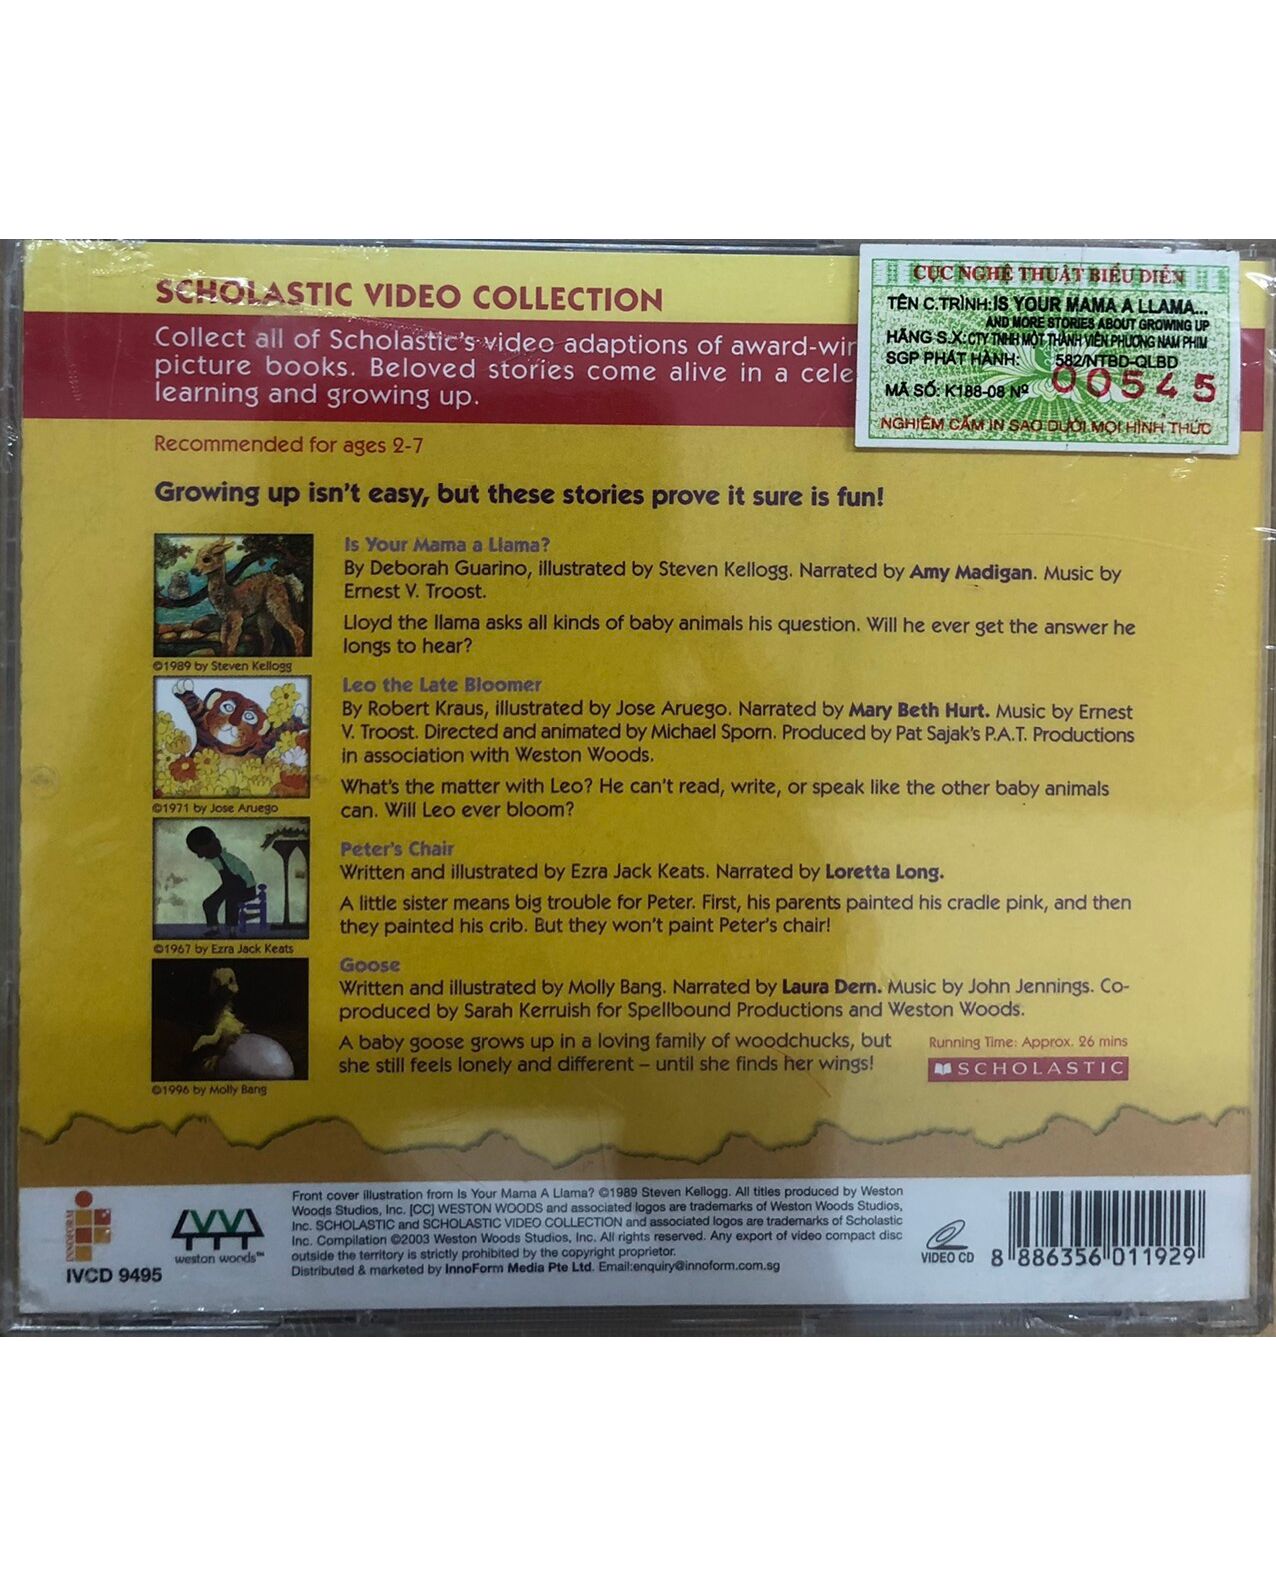 SCHOLASTIC VIDEO COLLECTION
Collect all of Scholastic's video adaptions of
picture books. Beloved stories come alive in a
learning and growing up.
CỤC NGHỆ THUẬT BIỂU DIỄN
TÊN C.TRÌNH: IS YOUR MAMA A LLAMA...
AND MORE STORIES ABOUT GROWING UP
HÃNG S.X: CTY TNHH MỘT THÀNH VIÊN PHƯƠNG NAM PHIM
SGP PHÁT HÀNH: 582/NTBD-QLBD
MÃ SỐ: K188-08 Nº 00545
NGHIÊM CẤM IN SAO DƯỚI MỌI HÌNH THỨC
Recommended for ages 2-7
Growing up isn't easy, but these stories prove it sure is fun!
Is Your Mama a Llama?
By Deborah Guarino, illustrated by Steven Kellogg. Narrated by Amy Madigan. Music by
Ernest V. Troost.
Lloyd the llama asks all kinds of baby animals his question. Will he ever get the answer he
longs to hear?
©1989 by Steven Kellogg
Leo the Late Bloomer
By Robert Kraus, illustrated by Jose Aruego. Narrated by Mary Beth Hurt. Music by Ernest
V. Troost. Directed and animated by Michael Sporn. Produced by Pat Sajak's P.A.T. Productions
in association with Weston Woods.
What's the matter with Leo? He can't read, write, or speak like the other baby animals
can. Will Leo ever bloom?
©1971 by Jose Aruego
Peter's Chair
Written and illustrated by Ezra Jack Keats. Narrated by Loretta Long.
A little sister means big trouble for Peter. First, his parents painted his cradle pink, and then
they painted his crib. But they won't paint Peter's chair!
©1967 by Ezra Jack Keats
Goose
Written and illustrated by Molly Bang. Narrated by Laura Dern. Music by John Jennings. Co-
produced by Sarah Kerruish for Spellbound Productions and Weston Woods.
A baby goose grows up in a loving family of woodchucks, but
she still feels lonely and different – until she finds her wings!
©1996 by Molly Bang
Running Time: Approx. 26 mins
SCHOLASTIC
INNOFORM
IVCD 9495
weston woods™
Front cover illustration from Is Your Mama A Llama? ©1989 Steven Kellogg. All titles produced by Weston
Woods Studios, Inc. [CC] WESTON WOODS and associated logos are trademarks of Weston Woods Studios,
Inc. SCHOLASTIC and SCHOLASTIC VIDEO COLLECTION and associated logos are trademarks of Scholastic
Inc. Compilation ©2003 Weston Woods Studios, Inc. All rights reserved. Any export of video compact disc
outside the territory is strictly prohibited by the copyright proprietor.
Distributed & marketed by InnoForm Media Pte Ltd. Email:enquiry@innoform.com.sg
VIDEO CD
8 886356 011929